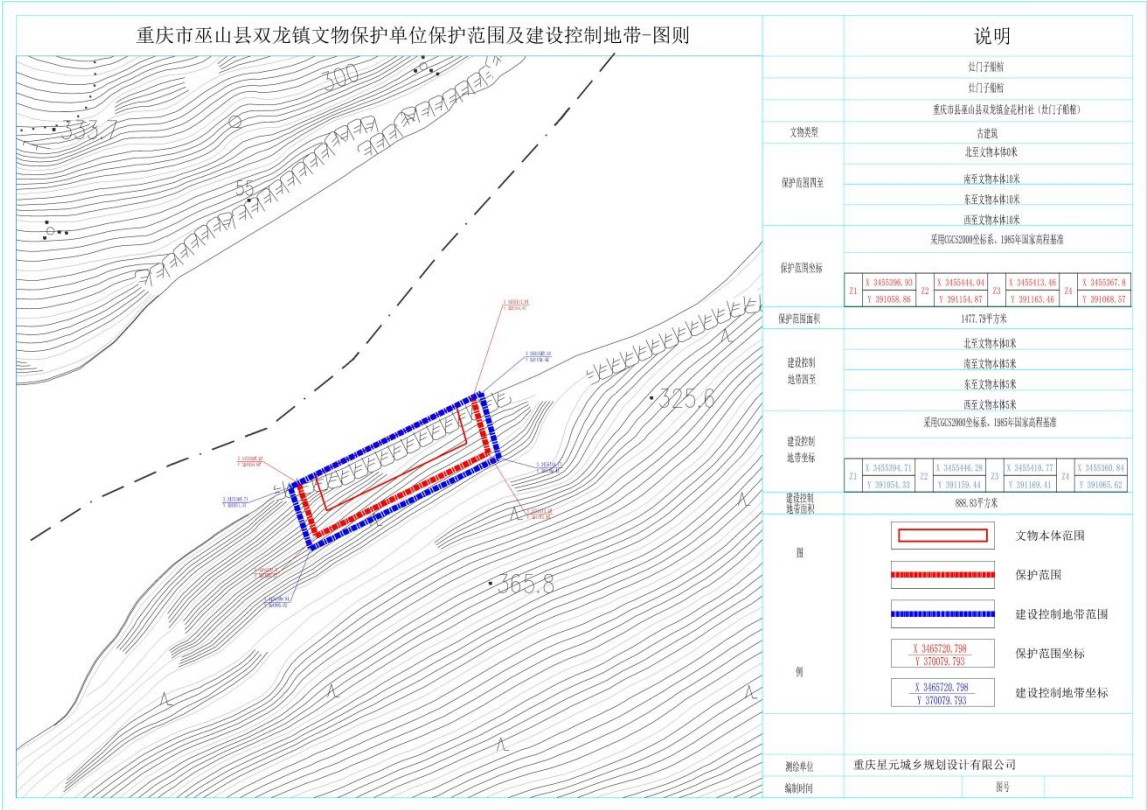 重庆市巫山县双龙镇文物保护单位保护范围及建设控制地带-图则
说明
灶门子船棺
灶门子船棺
重庆市县巫山县双龙镇金花村1社（灶门子船棺）
文物类型
古建筑
保护范围四至
北至文物本体0米
南至文物本体10米
东至文物本体10米
西至文物本体10米
保护范围坐标
采用CGCS2000坐标系、1985年国家高程基准
Z1 X 3455396.93 Y 391058.86
Z2 X 3455444.04 Y 391154.87
Z3 X 3455413.46 Y 391163.46
Z4 X 3455367.8 Y 391068.57
保护范围面积
1477.79平方米
建设控制
地带四至
北至文物本体0米
南至文物本体5米
东至文物本体5米
西至文物本体5米
建设控制
地带坐标
采用CGCS2000坐标系、1985年国家高程基准
Z1 X 3455394.71 Y 391054.33
Z2 X 3455446.28 Y 391159.44
Z3 X 3455410.77 Y 391169.41
Z4 X 3455360.84 Y 391065.62
建设控制
地带面积
888.83平方米
图
例
文物本体范围
保护范围
建设控制地带范围
X 3465720.798
Y 370079.793
保护范围坐标
X 3465720.798
Y 370079.793
建设控制地带坐标
测绘单位
重庆星元城乡规划设计有限公司
编制时间
图号
300
333.7
55
325.6
365.8